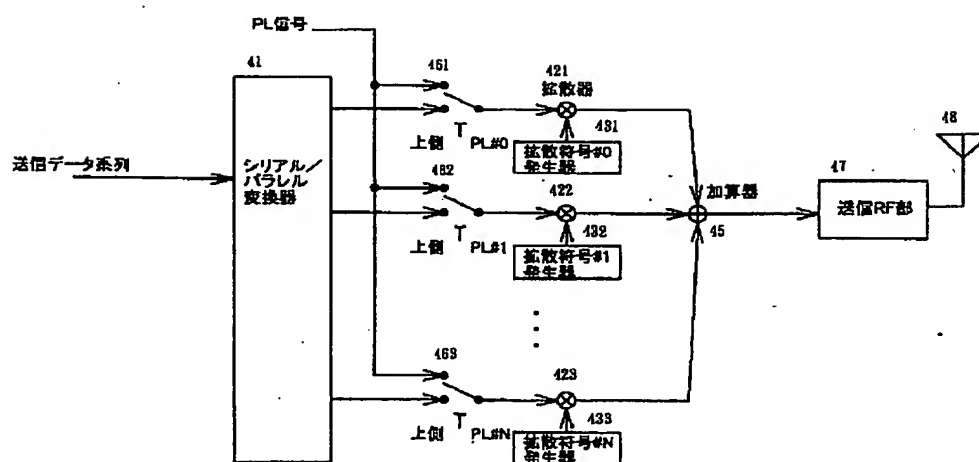 PL信号
41
送信データ系列
シリアル/
パラレル
変換器
461
上側
T PL#0
421
拡散器
431
拡散符号#0
発生器
462
上側
T PL#1
422
432
拡散符号#1
発生器
463
上側
T PL#N
423
433
拡散符号#N
発生器
加算器
45
47
送信RF部
48